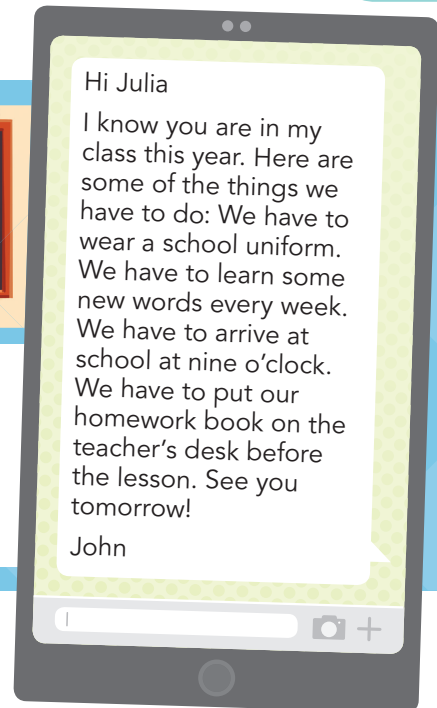 Hi Julia
I know you are in my
class this year. Here are
some of the things we
have to do: We have to
wear a school uniform.
We have to learn some
new words every week.
We have to arrive at
school at nine o’clock.
We have to put our
homework book on the
teacher’s desk before
the lesson. See you
tomorrow!
John